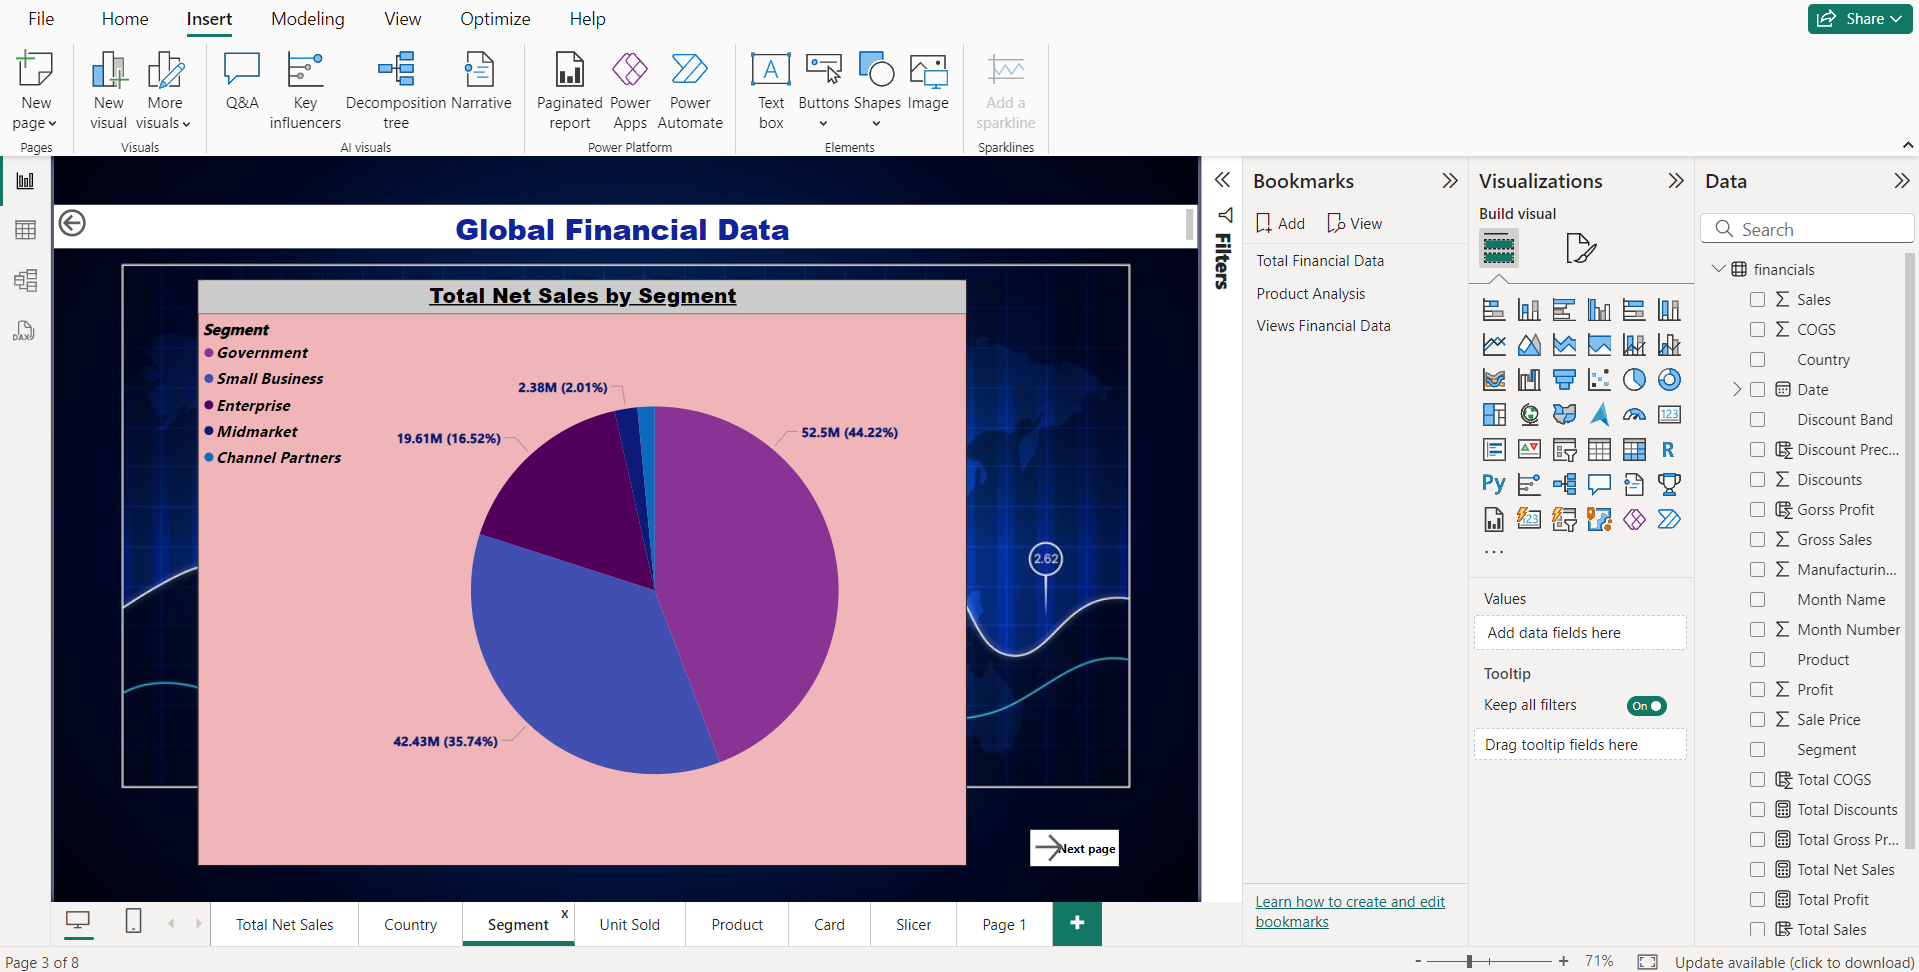 File Home Insert Modeling View Optimize Help Share
New page
New visual
More visuals
Q&A
Key influencers
Decomposition tree
Narrative
Paginated report
Power Apps
Power Automate
Text box
Buttons
Shapes
Image
Add a sparkline
Pages Visuals AI visuals Power Platform Elements Sparklines
DAX
Global Financial Data
Total Net Sales by Segment
Segment
Government
Small Business
Enterprise
Midmarket
Channel Partners
2.38M (2.01%)
19.61M (16.52%)
52.5M (44.22%)
42.43M (35.74%)
2.62
Next page
Filters
Bookmarks
Add View
Total Financial Data
Product Analysis
Views Financial Data
Learn how to create and edit
bookmarks
Visualizations
Build visual
123
R
Py
123
...
Values
Add data fields here
Tooltip
Keep all filters On
Drag tooltip fields here
Data
Search
financials
Sales
COGS
Country
Date
Discount Band
Discount Prec...
Discounts
Gorss Profit
Gross Sales
Manufacturin...
Month Name
Month Number
Product
Profit
Sale Price
Segment
Total COGS
Total Discounts
Total Gross Pr...
Total Net Sales
Total Profit
Total Sales
Total Net Sales Country Segment x Unit Sold Product Card Slicer Page 1 +
Page 3 of 8 - + 71% Update available (click to download)